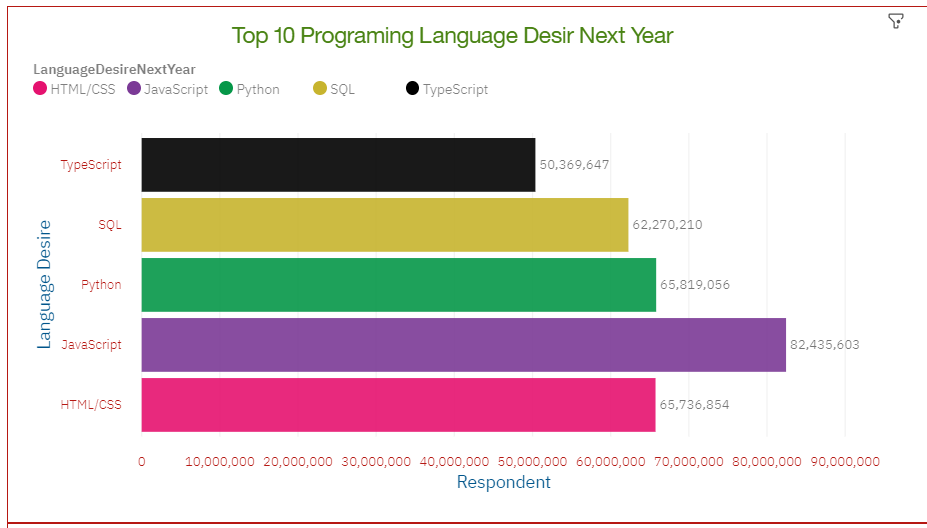 Top 10 Programing Language Desir Next Year
LanguageDesireNextYear
HTML/CSS JavaScript Python SQL TypeScript
Language Desire
TypeScript 50,369,647
SQL 62,270,210
Python 65,819,056
JavaScript 82,435,603
HTML/CSS 65,736,854
0 10,000,000 20,000,000 30,000,000 40,000,000 50,000,000 60,000,000 70,000,000 80,000,000 90,000,000
Respondent